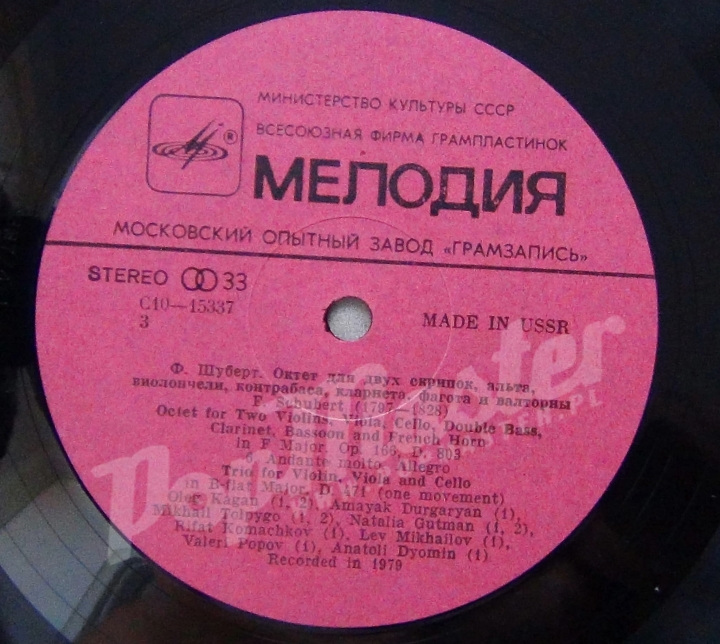 МИНИСТЕРСТВО КУЛЬТУРЫ СССР
ВСЕСОЮЗНАЯ ФИРМА ГРАМПЛАСТИНОК
®
МЕЛОДИЯ
МОСКОВСКИЙ ОПЫТНЫЙ ЗАВОД «ГРАМЗАПИСЬ»
STEREO 33
С10—15337
3
MADE IN USSR
Ф. Шуберт. Октет для двух скрипок, альта,
виолончели, контрабаса, кларнета, фагота и валторны
F. Schubert (1797—1828)
Octet for Two Violins, Viola, Cello, Double Bass,
Clarinet, Bassoon and French Horn
in F Major, Op. 166, D. 803
6. Andante molto, Allegro
Trio for Violin, Viola and Cello
in B-flat Major, D. 471 (one movement)
Oleg Kagan (1, 2), Amayak Durgaryan (1),
Mikhail Tolpygo (1, 2), Natalia Gutman (1, 2),
Rifat Komachkov (1), Lev Mikhailov (1),
Valeri Popov (1), Anatoli Dyomin (1)
Recorded in 1979